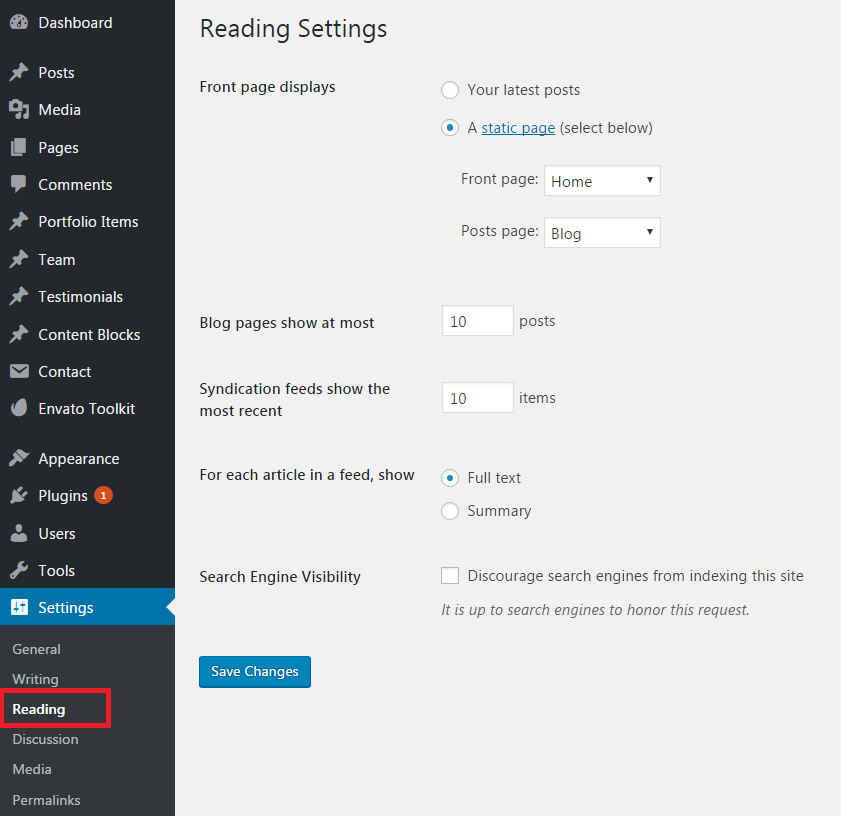 Dashboard
Posts
Media
Pages
Comments
Portfolio Items
Team
Testimonials
Content Blocks
Contact
Envato Toolkit
Appearance
Plugins 1
Users
Tools
Settings
General
Writing
Reading
Discussion
Media
Permalinks
Reading Settings
Front page displays
Your latest posts
A static page (select below)
Front page: Home
Posts page: Blog
Blog pages show at most
10 posts
Syndication feeds show the
most recent
10 items
For each article in a feed, show
Full text
Summary
Search Engine Visibility
Discourage search engines from indexing this site
It is up to search engines to honor this request.
Save Changes